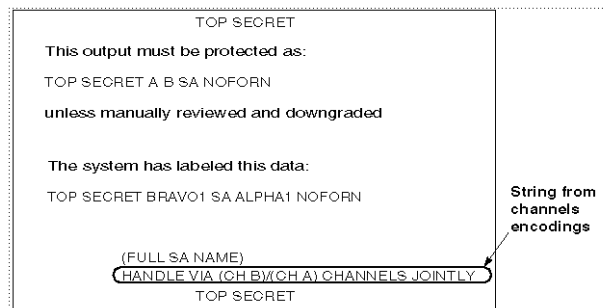 TOP SECRET
This output must be protected as:
TOP SECRET A B SA NOFORN
unless manually reviewed and downgraded
The system has labeled this data:
TOP SECRET BRAVO1 SA ALPHA1 NOFORN
String from
channels
encodings
(FULL SA NAME)
HANDLE VIA (CH B)/(CH A) CHANNELS JOINTLY
TOP SECRET